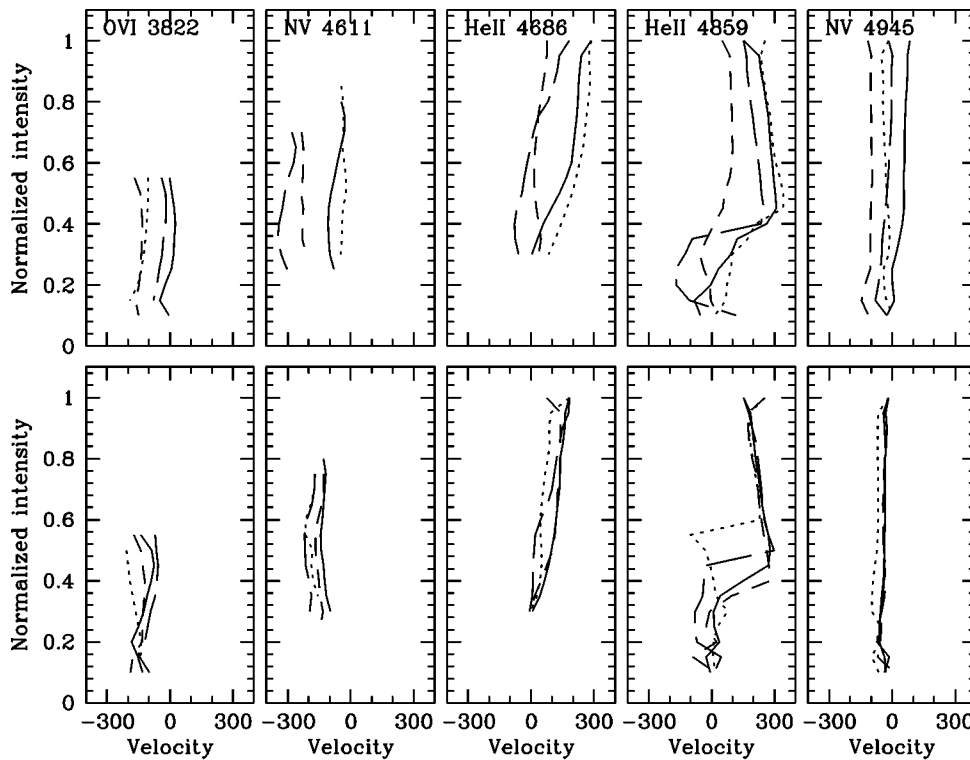 OVI 3822
NV 4611
HeII 4686
HeII 4859
NV 4945
Normalized intensity
1
0.8
0.6
0.4
0.2
0
Normalized intensity
1
0.8
0.6
0.4
0.2
0
−300 0 300
−300 0 300
−300 0 300
−300 0 300
−300 0 300
Velocity
Velocity
Velocity
Velocity
Velocity